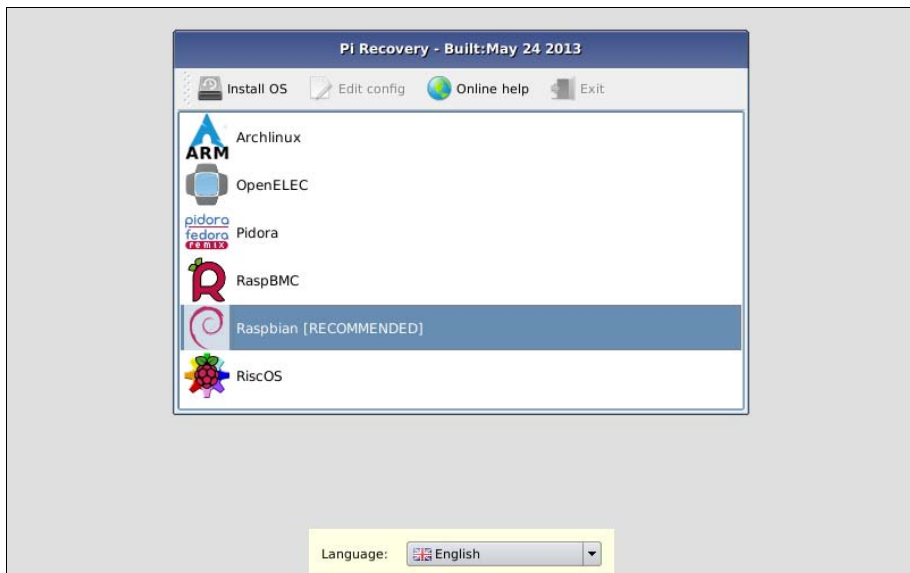 Pi Recovery - Built:May 24 2013
Install OS Edit config Online help Exit
ARM Archlinux
OpenELEC
pidora
fedora
remix
Pidora
RaspBMC
Raspbian [RECOMMENDED]
RiscOS
Language: English